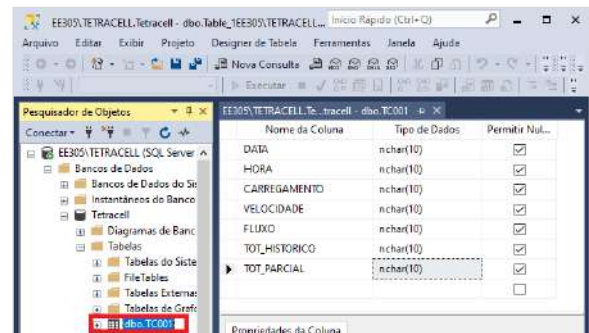 EE305\TETRACELL.Tetracell - dbo.Table_1EE305\TETRACELL...
Início Rápido (Ctrl+Q)
Arquivo Editar Exibir Projeto Designer de Tabela Ferramentas Janela Ajuda
Nova Consulta
Executar
Pesquisador de Objetos
EE305\TETRACELL.Te...tracell - dbo.TC001
Conectar
EE305\TETRACELL (SQL Server
Bancos de Dados
Bancos de Dados do Sis
Instantâneos do Banco
Tetracell
Diagramas de Banc
Tabelas
Tabelas do Siste
FileTables
Tabelas Externas
Tabelas de Grafo
dbo.TC001
Nome da Coluna Tipo de Dados Permitir Nul...
DATA nchar(10)
HORA nchar(10)
CARREGAMENTO nchar(10)
VELOCIDADE nchar(10)
FLUXO nchar(10)
TOT_HISTORICO nchar(10)
TOT_PARCIAL nchar(10)
Propriedades da Coluna